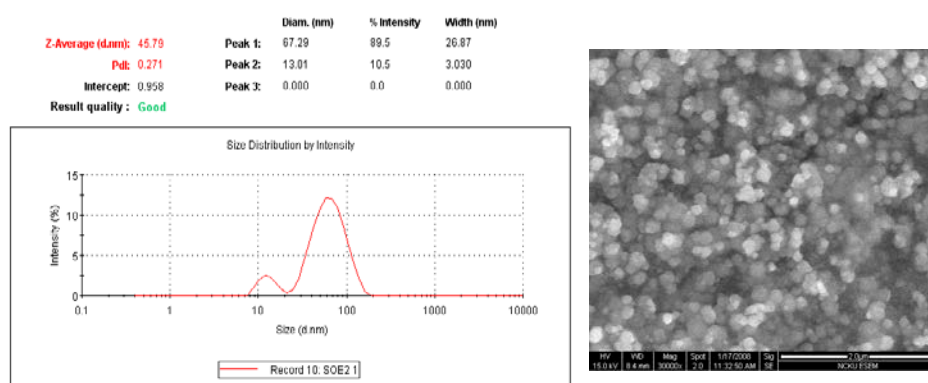 Diam. (nm) % Intensity Width (nm)
Z-Average (d.nm): 45.79 Peak 1: 67.29 89.5 26.87
PdI: 0.271 Peak 2: 13.01 10.5 3.030
Intercept: 0.958 Peak 3: 0.000 0.0 0.000
Result quality : Good
Size Distribution by Intensity
15
10
5
0
Intensity (%)
0.1 1 10 100 1000 10000
Size (d.nm)
Record 10: SOE2 1
HV WD Mag Spot 1/17/2008 Sig 2.0µm
15.0 kV 8.4 mm 30000x 2.0 11:32:50 AM SE NCKU ESEM